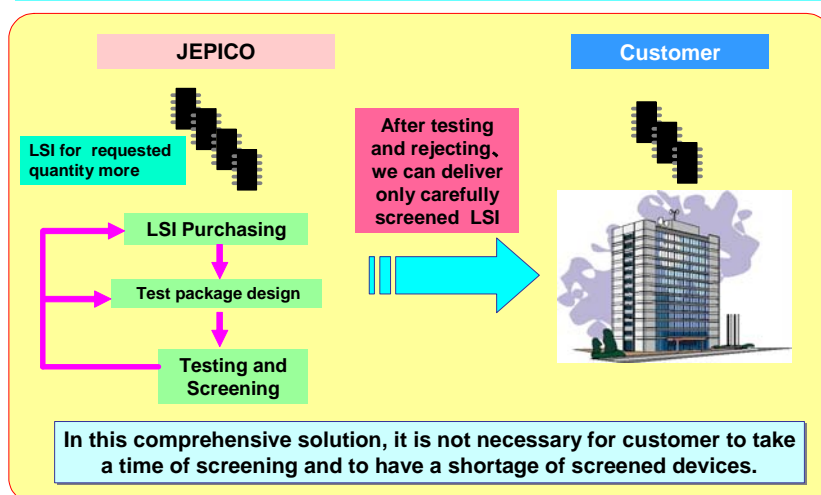 JEPICO
Customer
LSI for requested
quantity more
After testing
and rejecting、
we can deliver
only carefully
screened LSI
LSI Purchasing
Test package design
Testing and
Screening
In this comprehensive solution, it is not necessary for customer to take
a time of screening and to have a shortage of screened devices.